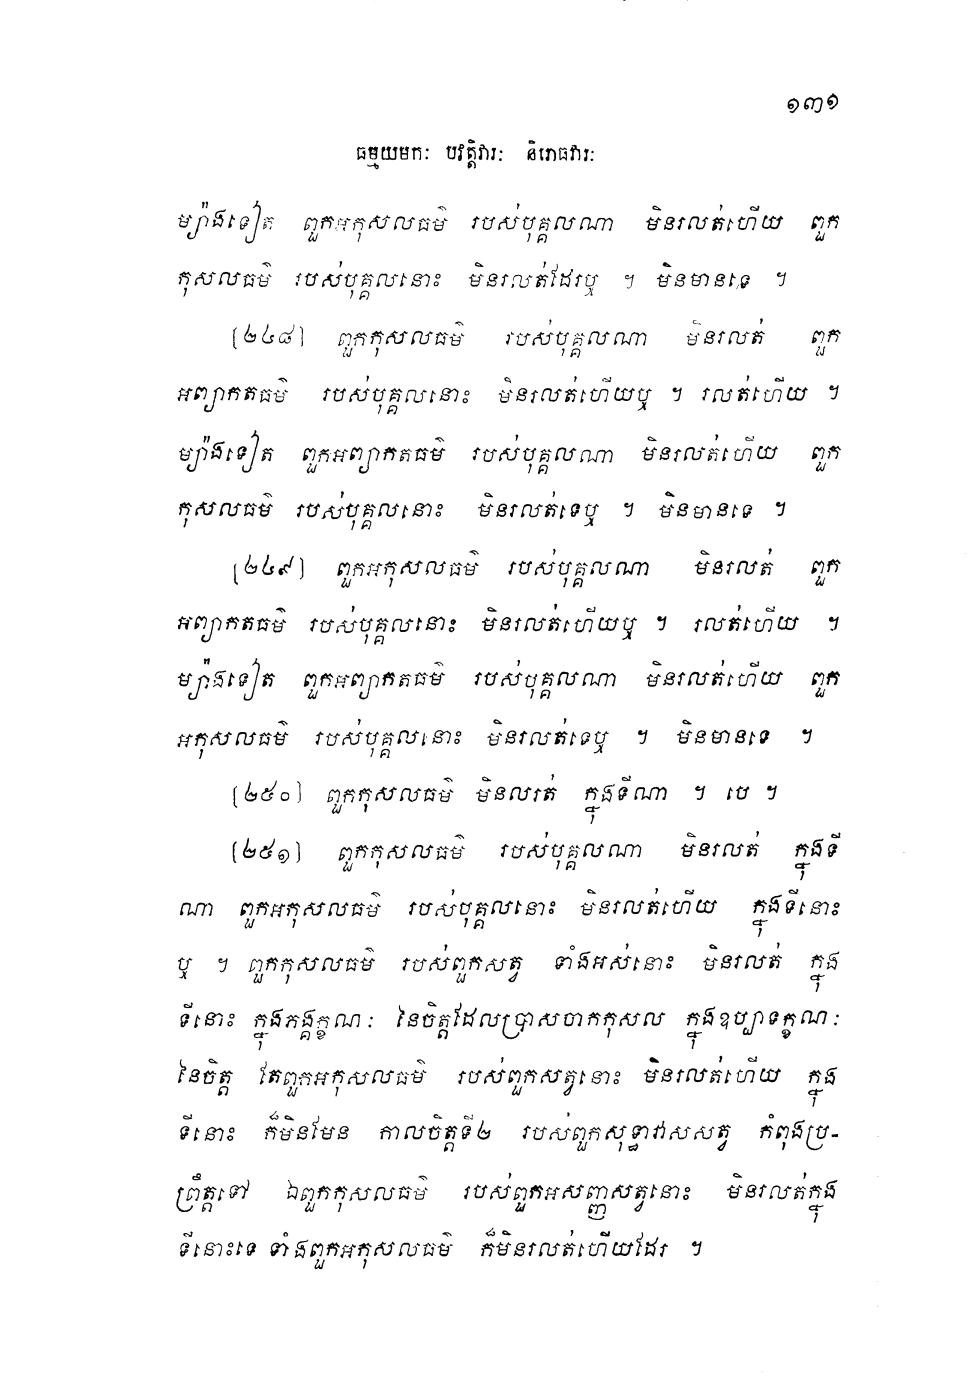 ១៣១
ធម្មយមកៈ បវត្តិវារៈ និរោធវារៈ
ម្យ៉ាងទៀត ពួកអកុសលធម៌ របស់បុគ្គលណា មិនរលត់ហើយ ពួក
កុសលធម៌ របស់បុគ្គលនោះ មិនរលត់ដែរឬ ។ មិនមានទេ ។
[២៤៨] ពួកកុសលធម៌ របស់បុគ្គលណា មិនរលត់ ពួក
អព្យាកតធម៌ របស់បុគ្គលនោះ មិនរលត់ហើយឬ ។ រលត់ហើយ ។
ម្យ៉ាងទៀត ពួកអព្យាកតធម៌ របស់បុគ្គលណា មិនរលត់ហើយ ពួក
កុសលធម៌ របស់បុគ្គលនោះ មិនរលត់ទេឬ ។ មិនមានទេ ។
[២៤៩] ពួកអកុសលធម៌ របស់បុគ្គលណា មិនរលត់ ពួក
អព្យាកតធម៌ របស់បុគ្គលនោះ មិនរលត់ហើយឬ ។ រលត់ហើយ ។
ម្យ៉ាងទៀត ពួកអព្យាកតធម៌ របស់បុគ្គលណា មិនរលត់ហើយ ពួក
អកុសលធម៌ របស់បុគ្គលនោះ មិនរលត់ទេឬ ។ មិនមានទេ ។
[២៥០] ពួកកុសលធម៌ មិនលរត់ ក្នុងទីណា ។ បេ ។
[២៥១] ពួកកុសលធម៌ របស់បុគ្គលណា មិនរលត់ ក្នុងទី
ណា ពួកអកុសលធម៌ របស់បុគ្គលនោះ មិនរលត់ហើយ ក្នុងទីនោះ
ឬ ។ ពួកកុសលធម៌ របស់ពួកសត្វ ទាំងអស់នោះ មិនរលត់ ក្នុង
ទីនោះ ក្នុងភង្គក្ខណៈ នៃចិត្តដែលប្រាសចាកកុសល ក្នុងឧប្បាទក្ខណៈ
នៃចិត្ត តែពួកអកុសលធម៌ របស់ពួកសត្វនោះ មិនរលត់ហើយ ក្នុង
ទីនោះ ក៏មិនមែន កាលចិត្តទី២ របស់ពួកសុទ្ធាវាសសត្វ កំពុងប្រ-
ព្រឹត្តទៅ ឯពួកកុសលធម៌ របស់ពួកអសញ្ញសត្វនោះ មិនរលត់ក្នុង
ទីនោះទេ ទាំងពួកអកុសលធម៌ ក៏មិនរលត់ហើយដែរ ។